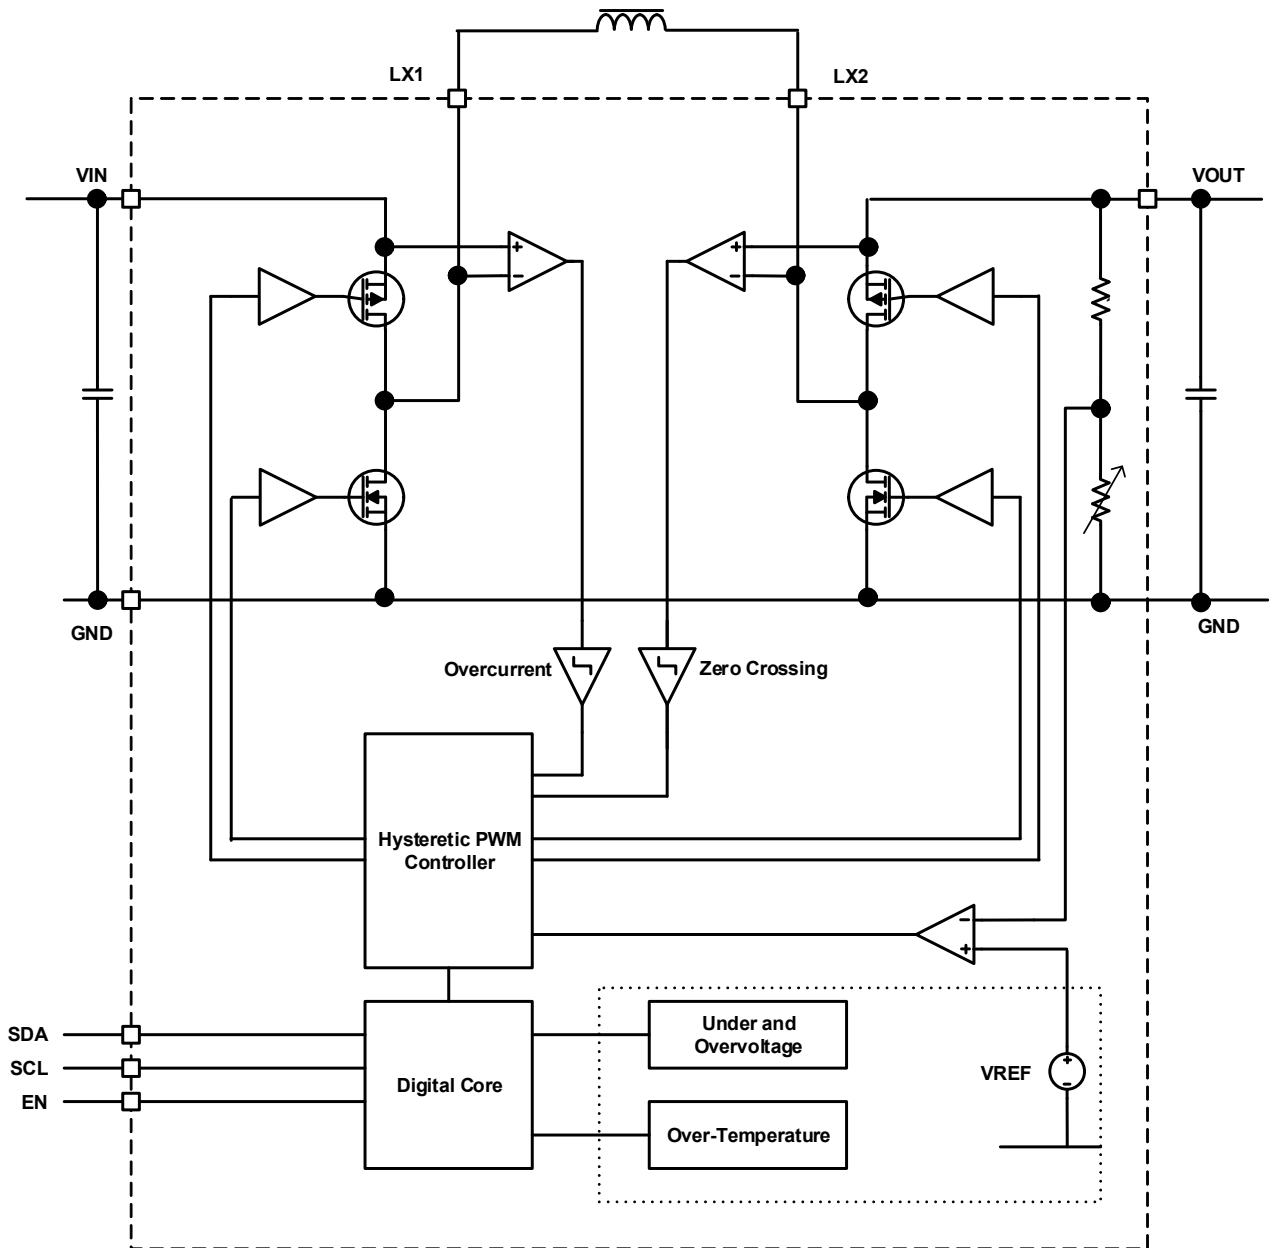 LX1
LX2
VIN
VOUT
+
−
+
−
GND
GND
Overcurrent
Zero Crossing
Hysteretic PWM
Controller
−
+
SDA
SCL
EN
Digital Core
Under and
Overvoltage
Over-Temperature
VREF
+
−